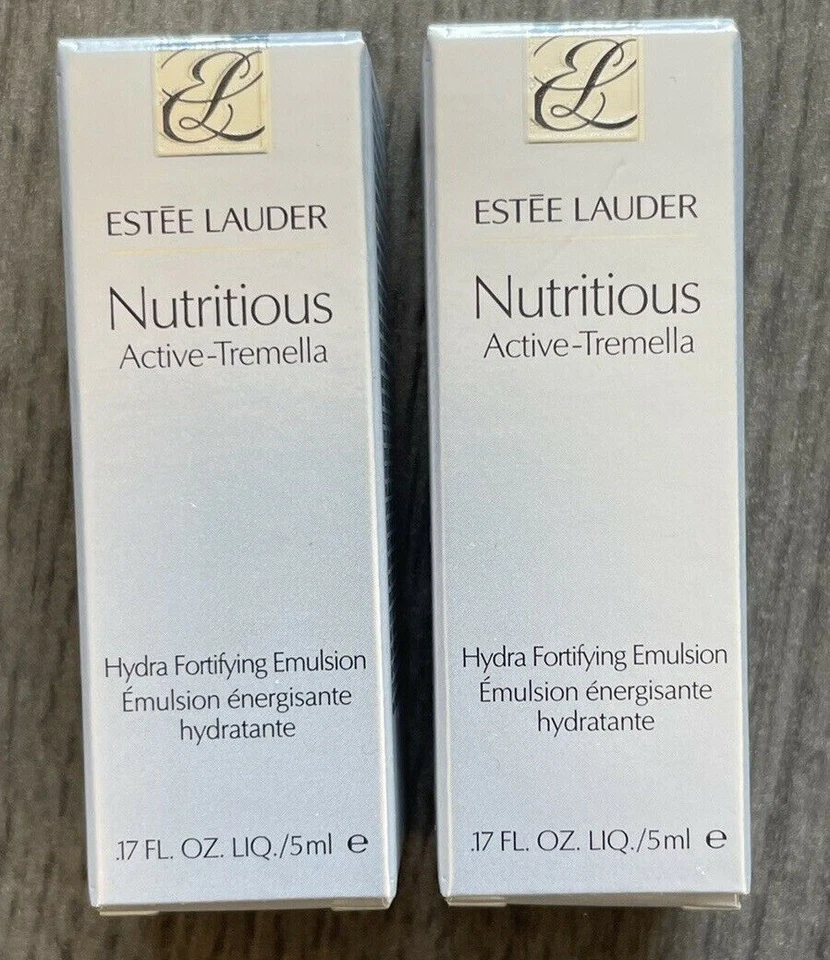 EL
ESTĒE LAUDER
Nutritious
Active-Tremella
Hydra Fortifying Emulsion
Émulsion énergisante
hydratante
.17 FL. OZ. LIQ./5ml ℮
EL
ESTĒE LAUDER
Nutritious
Active-Tremella
Hydra Fortifying Emulsion
Émulsion énergisante
hydratante
.17 FL. OZ. LIQ./5ml ℮